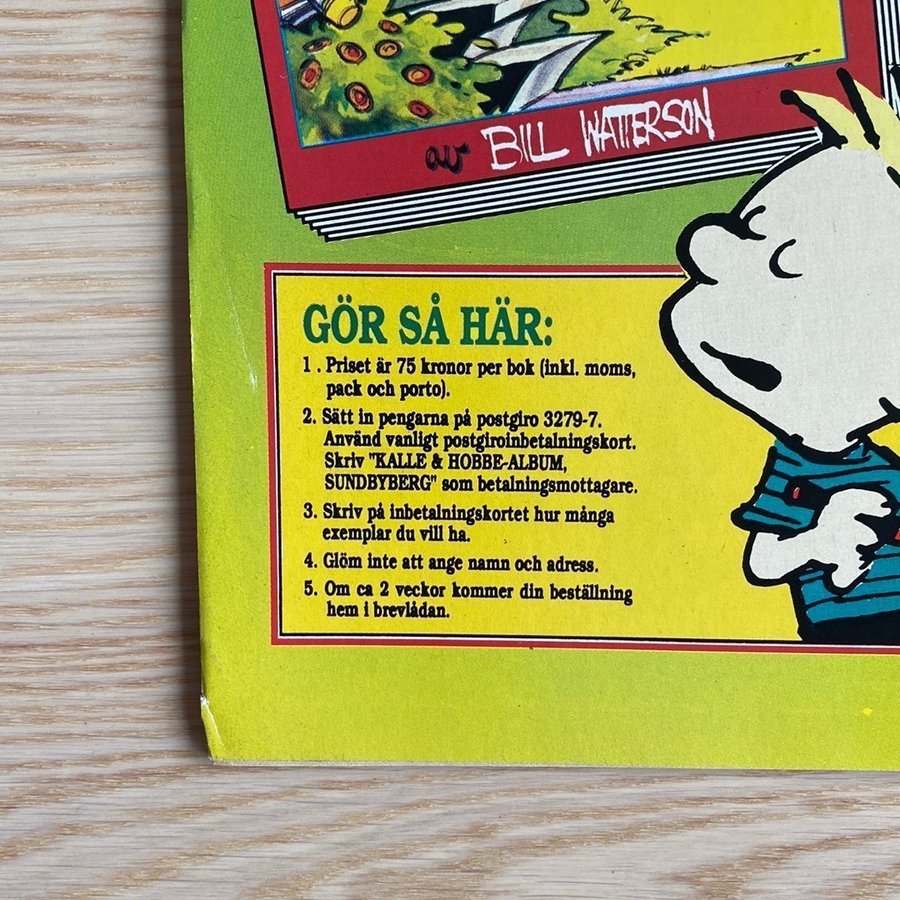 av BILL WATTERSON
GÖR SÅ HÄR:
1 . Priset är 75 kronor per bok (inkl. moms,
pack och porto).
2. Sätt in pengarna på postgiro 3279-7.
Använd vanligt postgiroinbetalningskort.
Skriv "KALLE & HOBBE-ALBUM,
SUNDBYBERG" som betalningsmottagare.
3. Skriv på inbetalningskortet hur många
exemplar du vill ha.
4. Glöm inte att ange namn och adress.
5. Om ca 2 veckor kommer din beställning
hem i brevlådan.